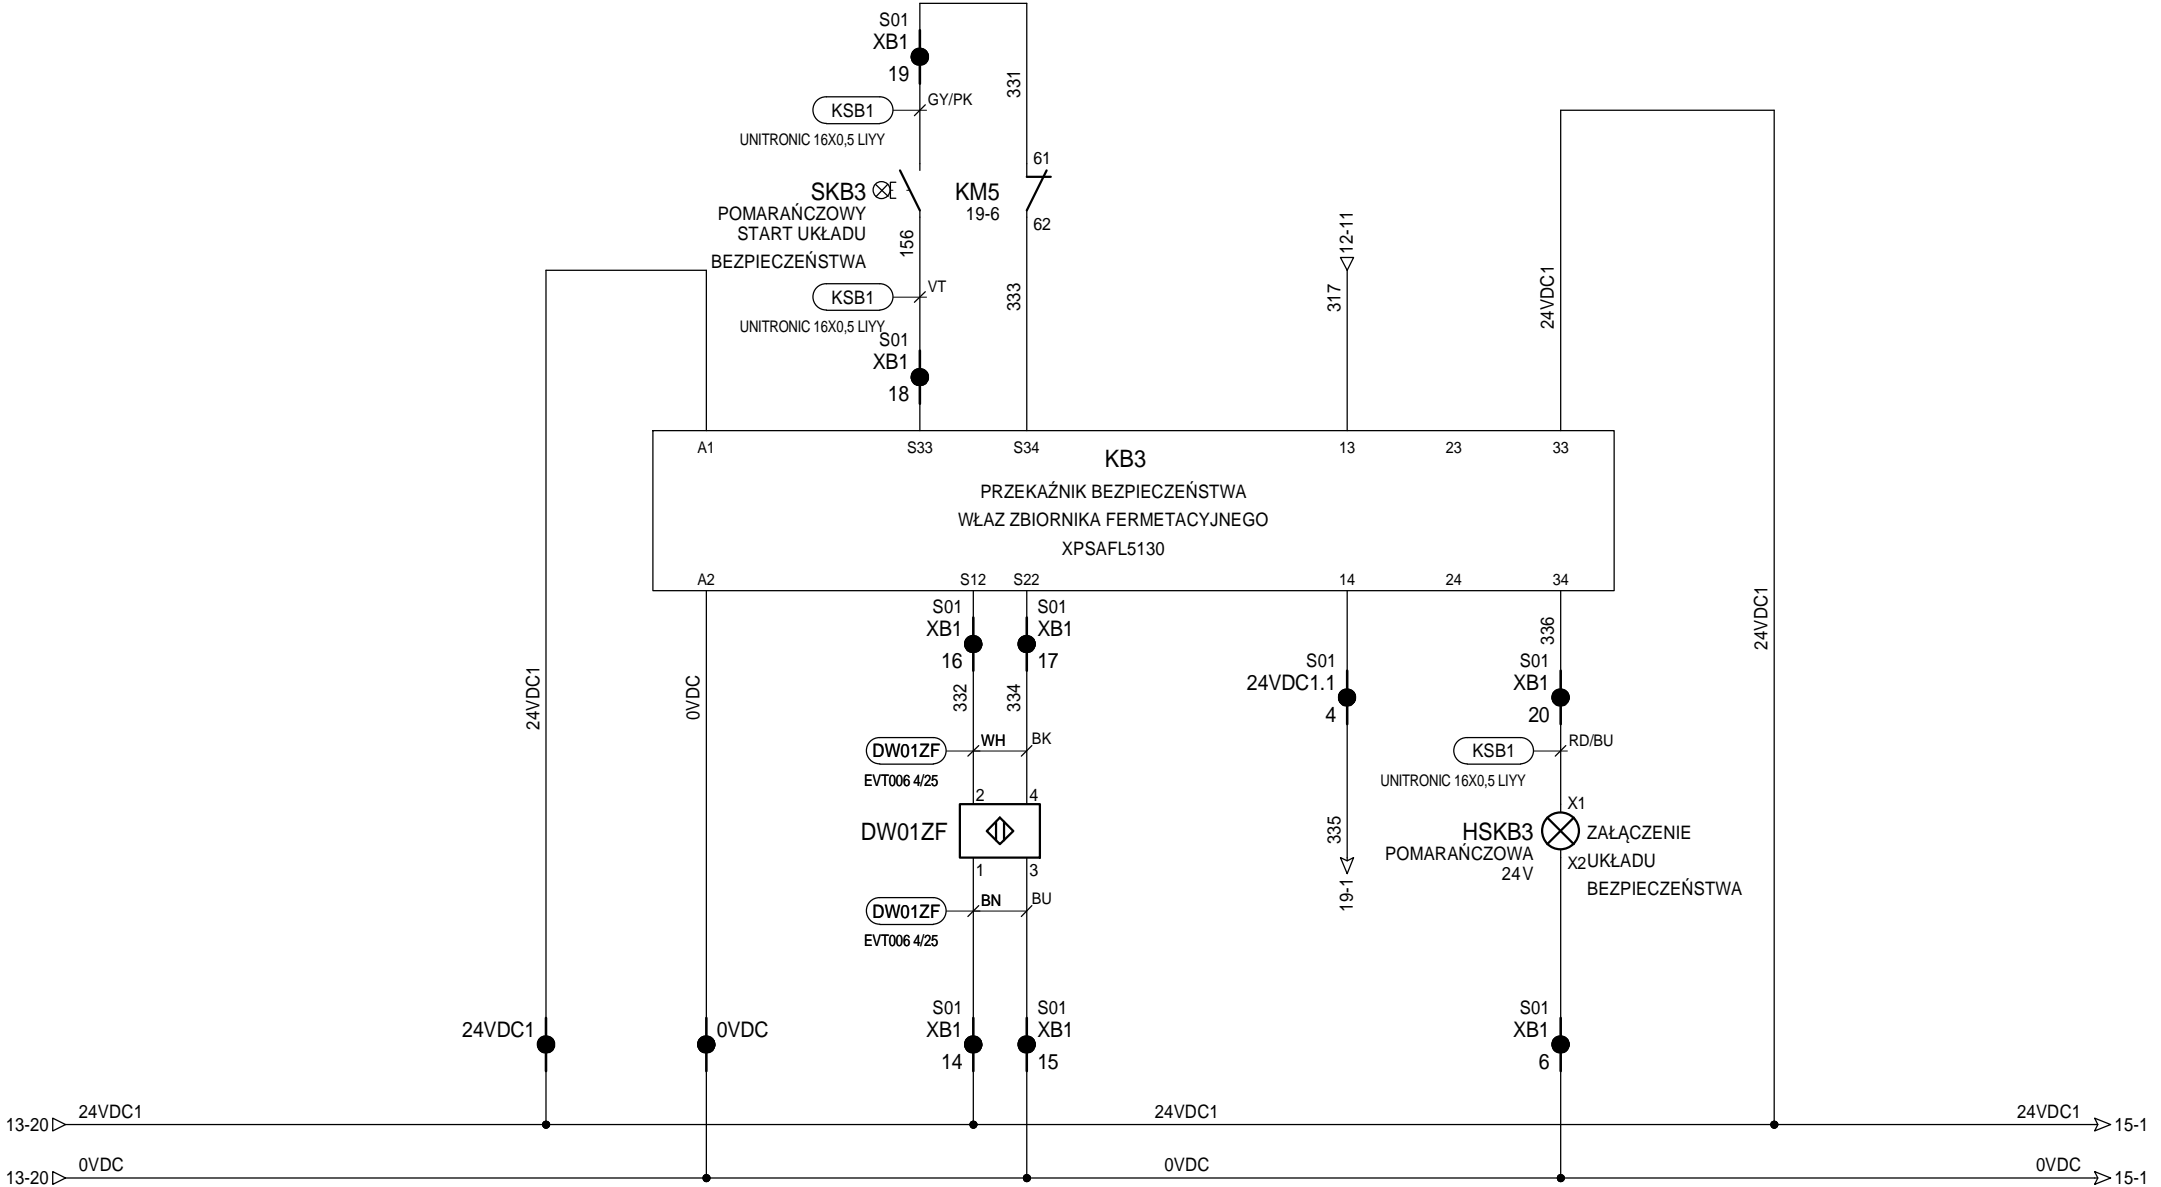 S01
XB1
19
331
KSB1
GY/PK
UNITRONIC 16X0,5 LIYY
61
SKB3
KM5
POMARAŃCZOWY
19-6
START UKŁADU
62
BEZPIECZEŃSTWA
156
12-11
KSB1
VT
333
317
24VDC1
UNITRONIC 16X0,5 LIYY
S01
XB1
18
A1
S33
S34
13
23
33
KB3
PRZEKAŹNIK BEZPIECZEŃSTWA
WŁAZ ZBIORNIKA FERMETACYJNEGO
XPSAFL5130
A2
S12
S22
14
24
34
S01
XB1
16
S01
XB1
17
336
24VDC1
S01
24VDC1.1
4
S01
XB1
20
24VDC1
0VDC
332
334
DW01ZF
WH
BK
EVT006 4/25
KSB1
RD/BU
UNITRONIC 16X0,5 LIYY
2
4
X1
DW01ZF
335
HSKB3
ZAŁĄCZENIE
POMARAŃCZOWA
X2
UKŁADU
24V
BEZPIECZEŃSTWA
1
3
19-1
DW01ZF
BN
BU
EVT006 4/25
24VDC1
0VDC
S01
XB1
14
S01
XB1
15
S01
XB1
6
13-20
24VDC1
24VDC1
24VDC1
15-1
13-20
0VDC
0VDC
0VDC
15-1